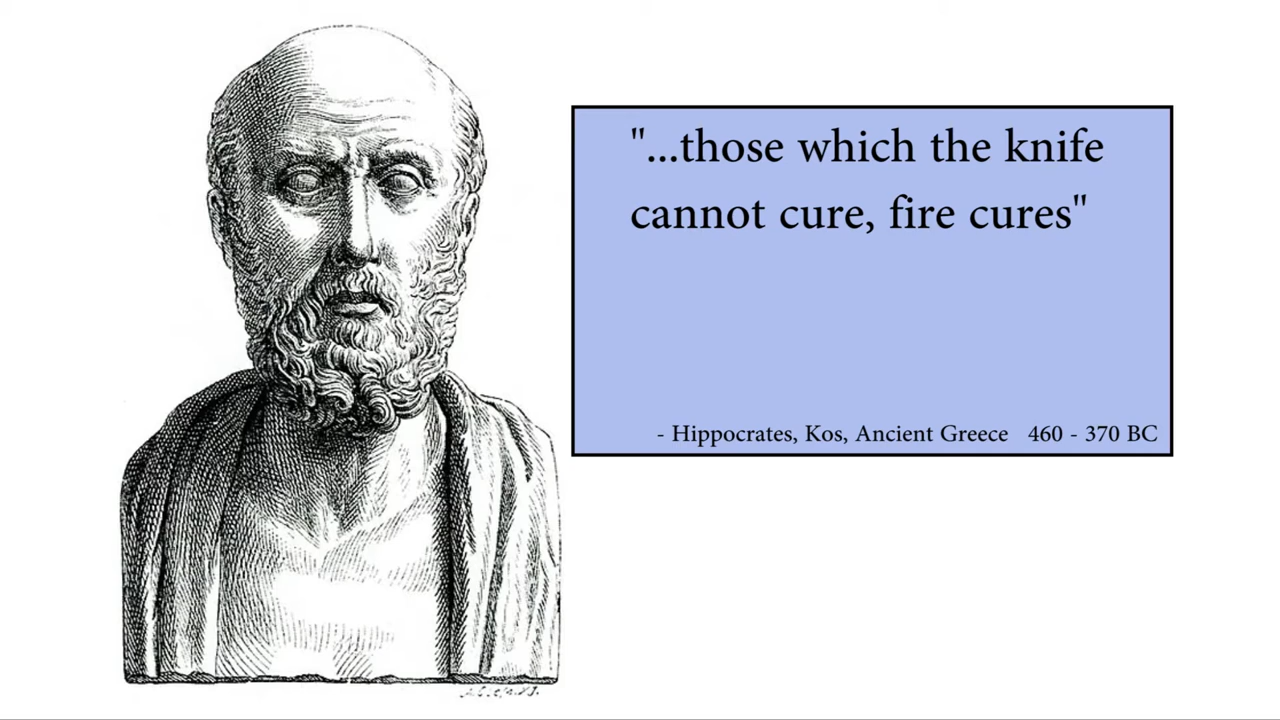 "...those which the knife
cannot cure, fire cures"
- Hippocrates, Kos, Ancient Greece 460 - 370 BC